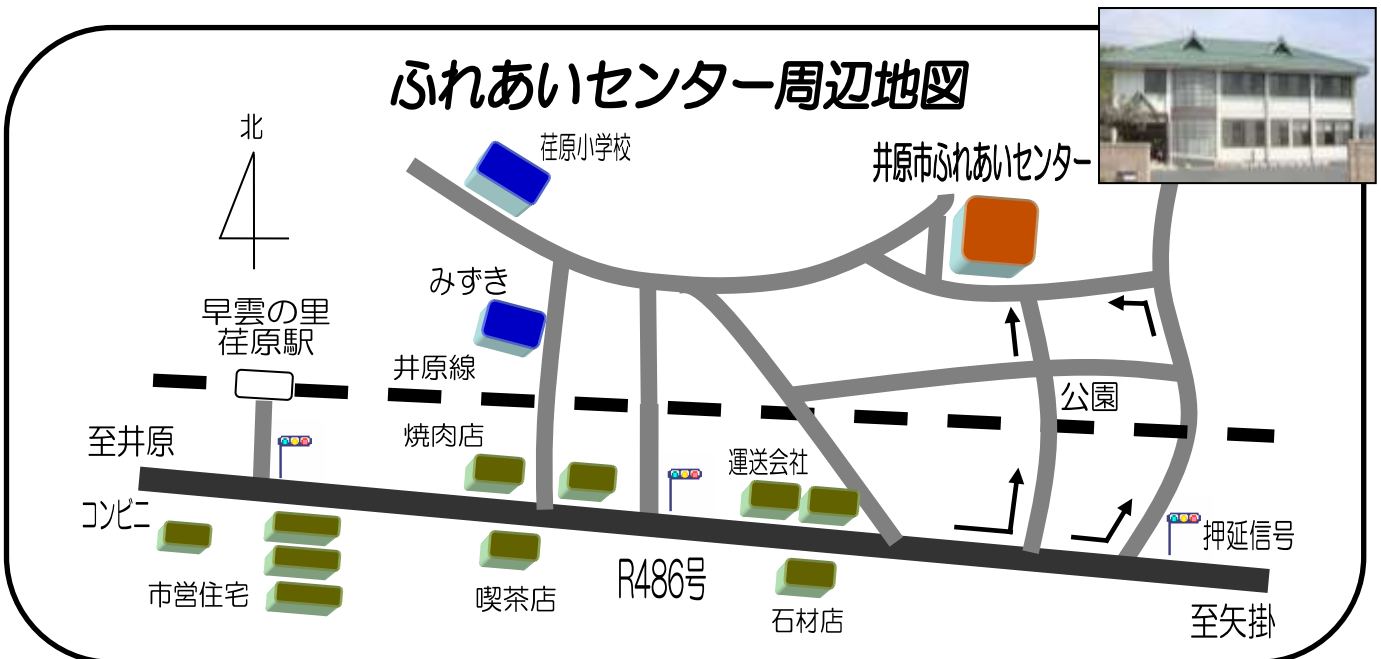 ふれあいセンター周辺地図
北
荏原小学校
井原市ふれあいセンター
みずき
早雲の里
荏原駅
井原線
公園
至井原
焼肉店
運送会社
コンビニ
押延信号
市営住宅
喫茶店
R486号
石材店
至矢掛